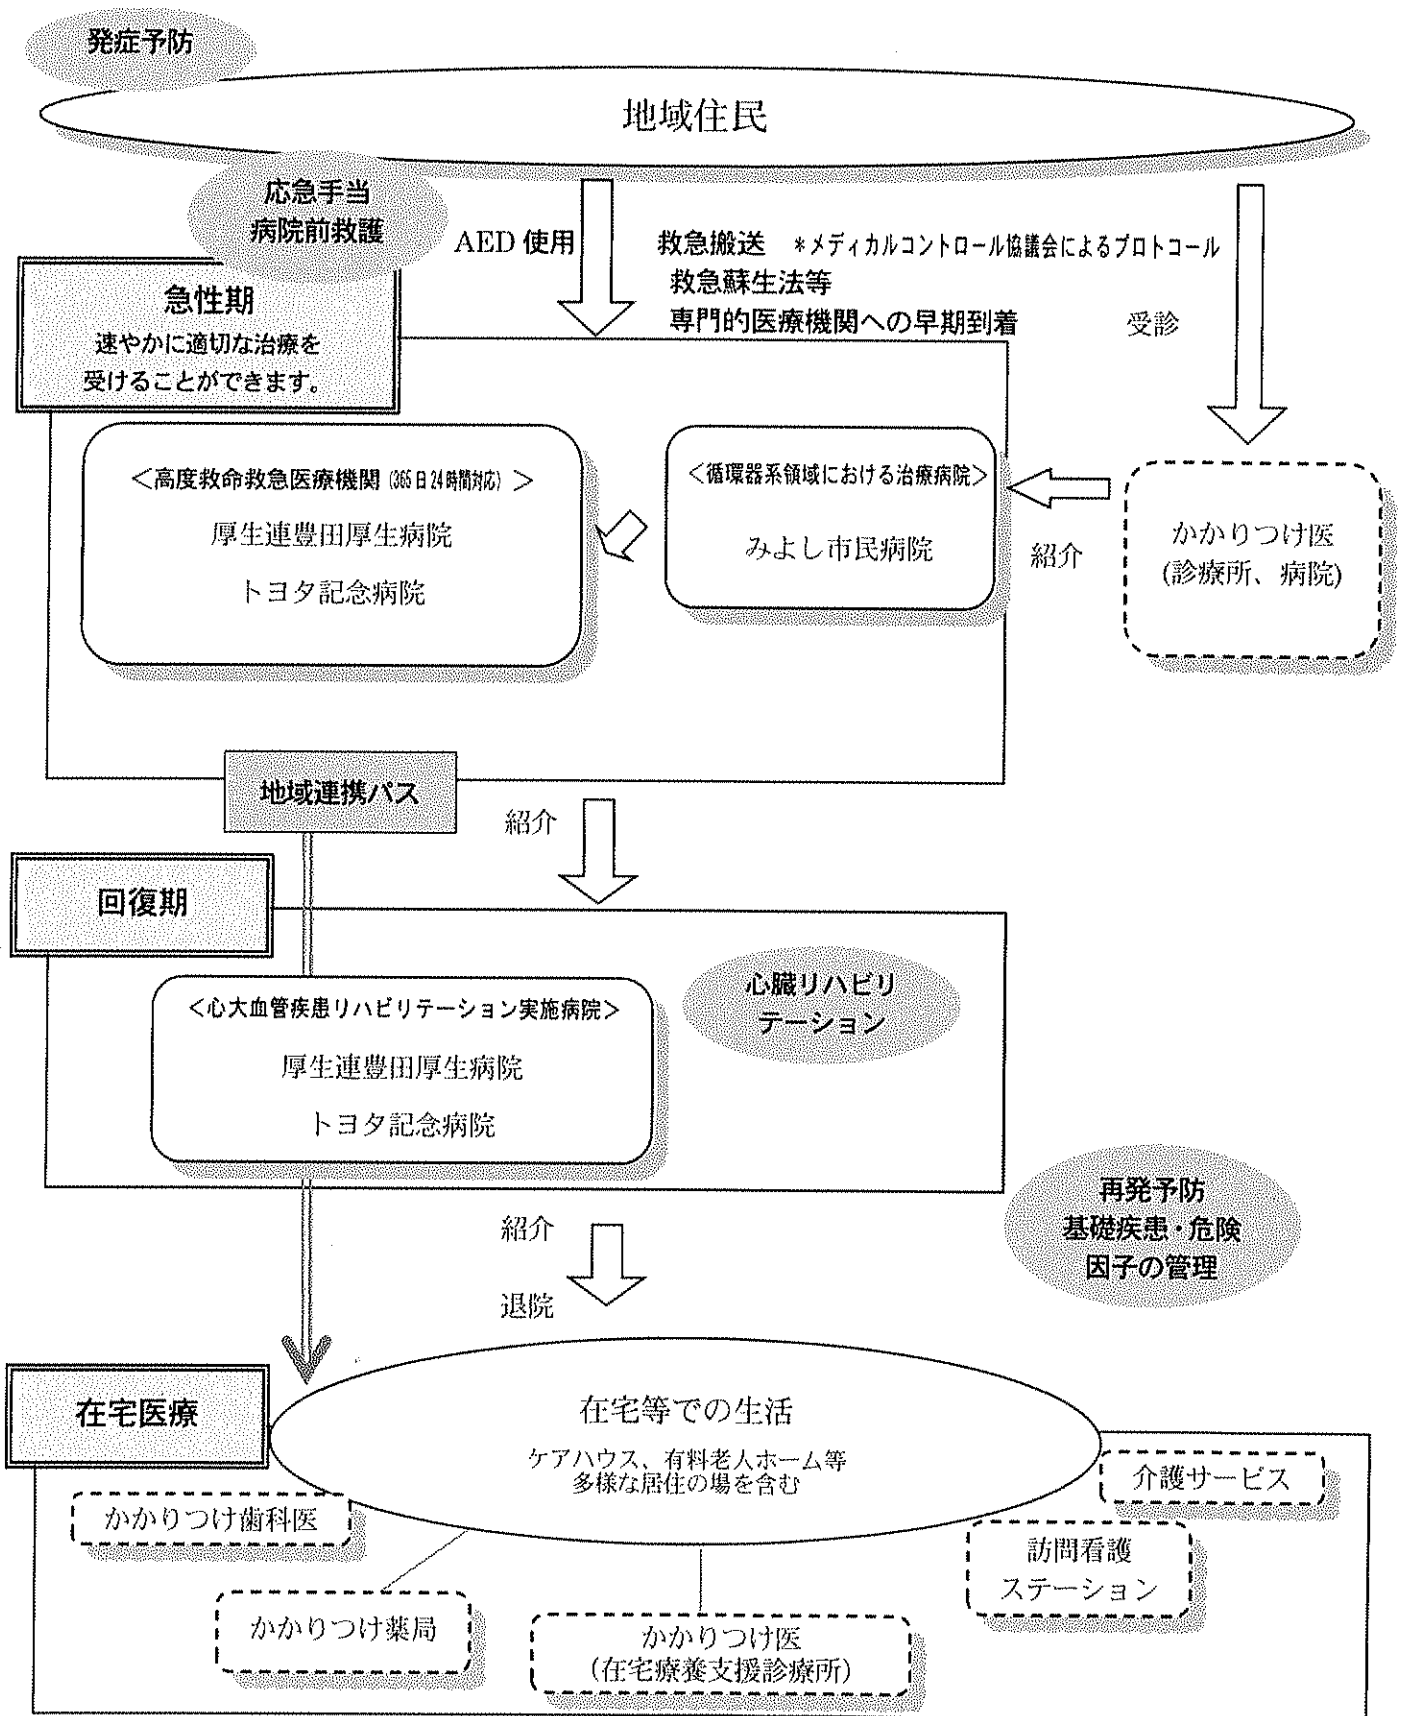 発症予防
地域住民
応急手当
病院前救護
AED 使用
救急搬送 *メディカルコントロール協議会によるプロトコール
救急蘇生法等
専門的医療機関への早期到着
受診
急性期
速やかに適切な治療を
受けることができます。
＜高度救命救急医療機関（365日24時間対応）＞
厚生連豊田厚生病院
トヨタ記念病院
＜循環器系領域における治療病院＞
みよし市民病院
紹介
かかりつけ医
(診療所、病院)
地域連携パス
紹介
回復期
＜心大血管疾患リハビリテーション実施病院＞
厚生連豊田厚生病院
トヨタ記念病院
心臓リハビリ
テーション
再発予防
基礎疾患・危険
因子の管理
紹介
退院
在宅医療
在宅等での生活
ケアハウス、有料老人ホーム等
多様な居住の場を含む
介護サービス
かかりつけ歯科医
訪問看護
ステーション
かかりつけ薬局
かかりつけ医
（在宅療養支援診療所）